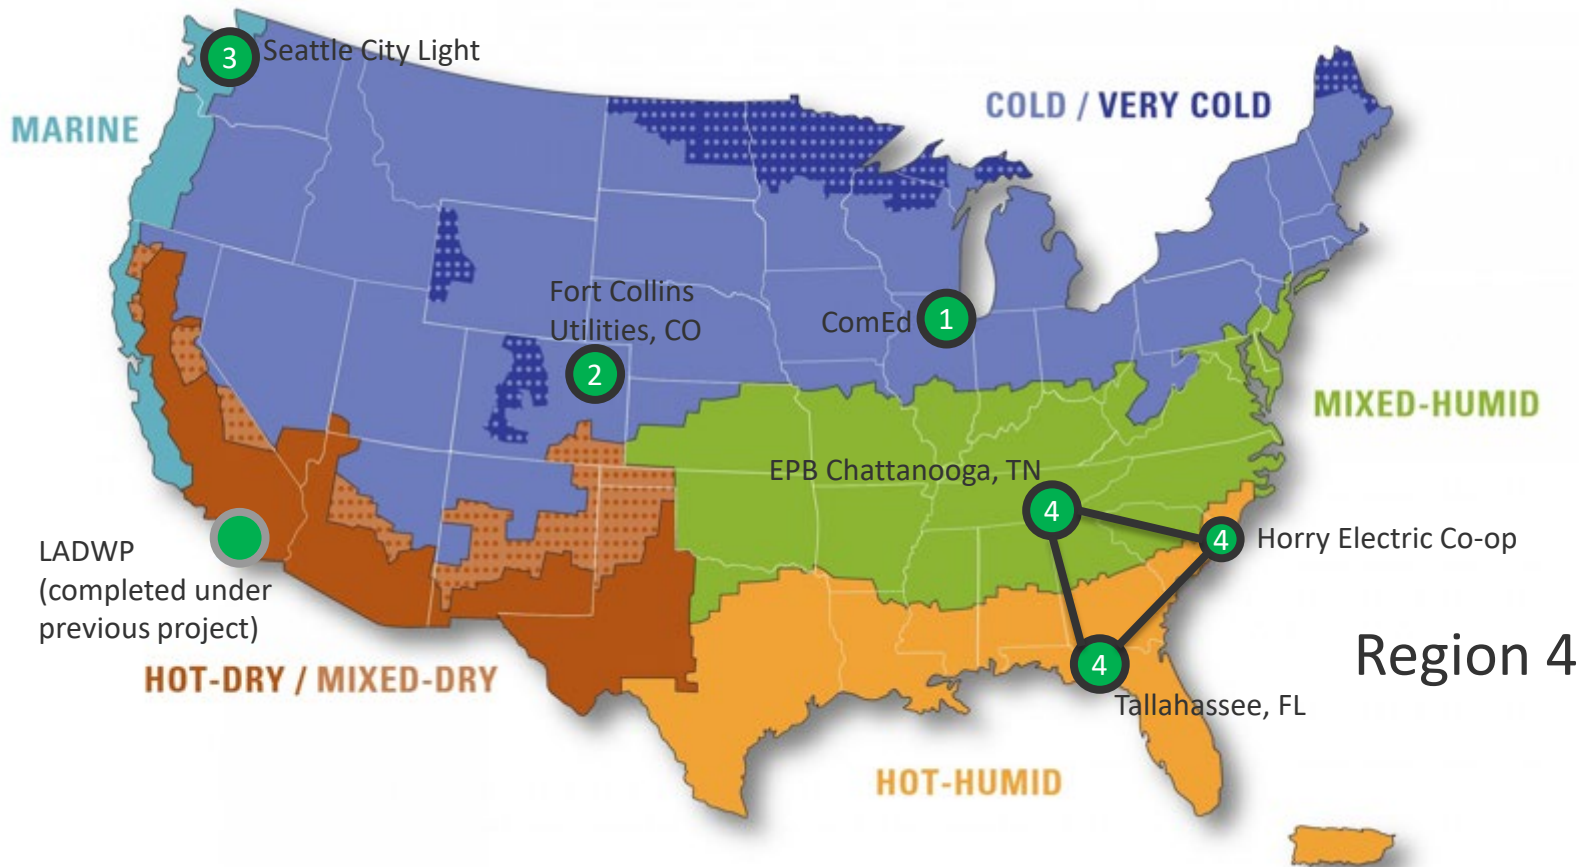 3
Seattle City Light
MARINE
COLD / VERY COLD
Fort Collins
Utilities, CO
2
ComEd
1
MIXED-HUMID
EPB Chattanooga, TN
4
4
Horry Electric Co-op
LADWP
(completed under
previous project)
HOT-DRY / MIXED-DRY
4
Tallahassee, FL
Region 4
HOT-HUMID